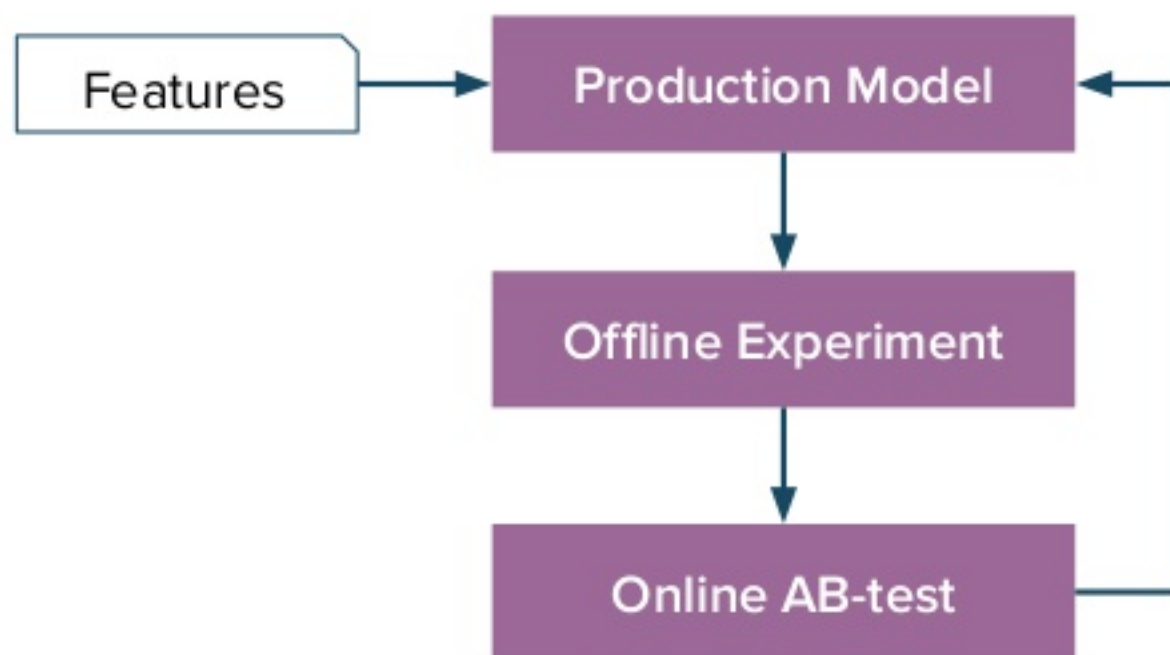 Features
Production Model
Offline Experiment
Online AB-test